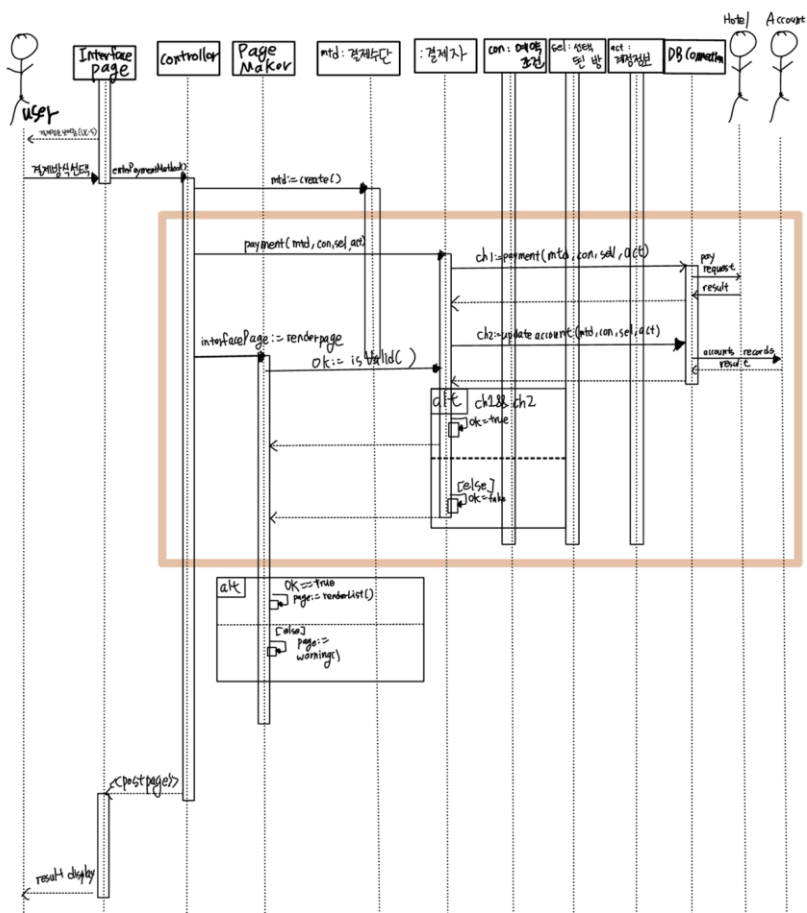 Hotel
Account
user
Interface
page
controller
Page
Maker
mtd: 결제수단
: 결제자
con: 예약
조건
sel: 선택
된 방
act:
계정정보
DB Connection
결제방식선택
enterPaymentMethod()
mtd:=create()
payment(mtd, con, sel, act)
ch1:=payment(mtd, con, sel, act)
pay
request
result
interfacePage:=renderpage
ch2:=update account(mtd, con, sel, act)
accounts records
result
OK:= isValid( )
alt
ch1&&ch2
ok=true
[else]
ok=false
alt
OK==true
page:=renderList()
[else]
page:=
warning()
<<postpage>>
result display